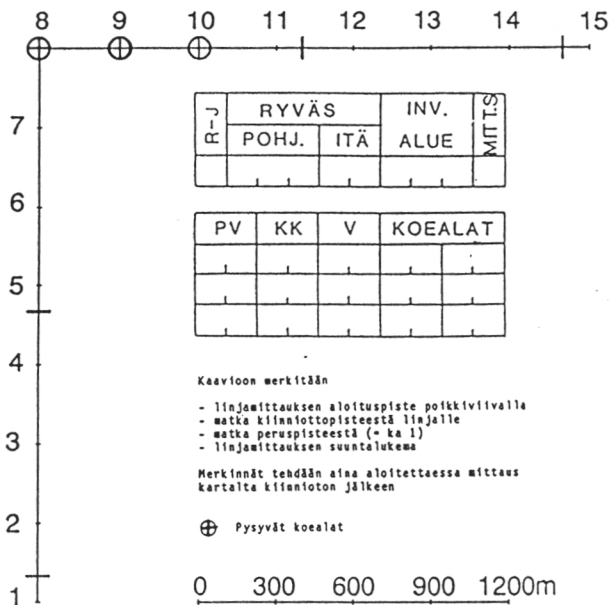 8 9 10 11 12 13 14 15
7
6
5
4
3
2
1
R-J RYVÄS INV. ALUE MITT.S
POHJ. ITÄ
PV KK V KOEALAT
Kaavioon merkitään
- linjamittauksen aloituspiste poikkiviivalla
- matka kiinniottopisteestä linjalle
- matka peruspisteestä (= ka 1)
- linjamittauksen suuntalukema
Merkinnät tehdään aina aloitettaessa mittaus
kartalta kiinnioton jälkeen
Pysyvät koealat
0 300 600 900 1200m